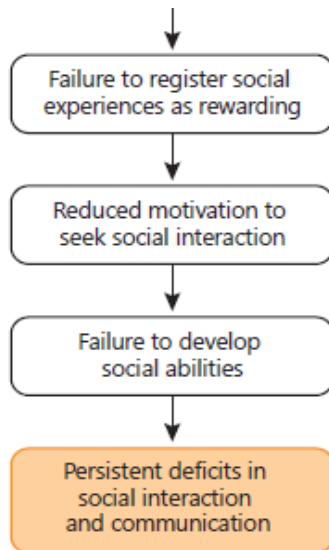 Failure to register social
experiences as rewarding
Reduced motivation to
seek social interaction
Failure to develop
social abilities
Persistent deficits in
social interaction
and communication